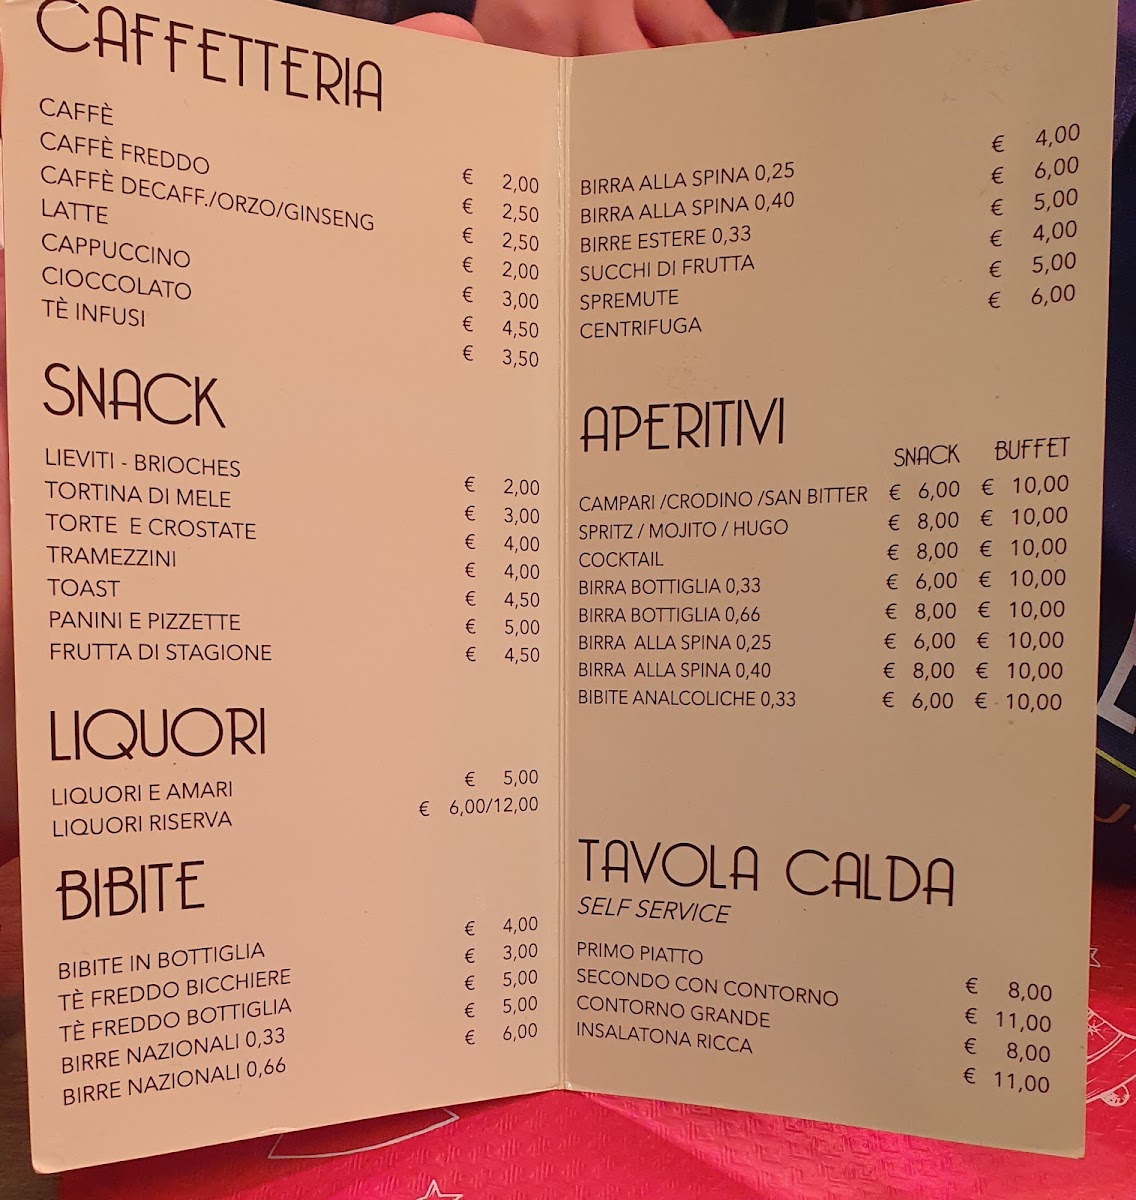 CAFFETTERIA
CAFFÈ € 2,00
CAFFÈ FREDDO € 2,50
CAFFÈ DECAFF./ORZO/GINSENG € 2,50
LATTE € 2,00
CAPPUCCINO € 3,00
CIOCCOLATO € 4,50
TÈ INFUSI € 3,50
SNACK
LIEVITI - BRIOCHES € 2,00
TORTINA DI MELE € 3,00
TORTE E CROSTATE € 4,00
TRAMEZZINI € 4,00
TOAST € 4,50
PANINI E PIZZETTE € 5,00
FRUTTA DI STAGIONE € 4,50
LIQUORI
LIQUORI E AMARI € 5,00
LIQUORI RISERVA € 6,00/12,00
BIBITE
BIBITE IN BOTTIGLIA € 4,00
TÈ FREDDO BICCHIERE € 3,00
TÈ FREDDO BOTTIGLIA € 5,00
BIRRE NAZIONALI 0,33 € 5,00
BIRRE NAZIONALI 0,66 € 6,00
BIRRA ALLA SPINA 0,25 € 4,00
BIRRA ALLA SPINA 0,40 € 6,00
BIRRE ESTERE 0,33 € 5,00
SUCCHI DI FRUTTA € 4,00
SPREMUTE € 5,00
CENTRIFUGA € 6,00
APERITIVI
SNACK BUFFET
CAMPARI /CRODINO /SAN BITTER € 6,00 € 10,00
SPRITZ / MOJITO / HUGO € 8,00 € 10,00
COCKTAIL € 8,00 € 10,00
BIRRA BOTTIGLIA 0,33 € 6,00 € 10,00
BIRRA BOTTIGLIA 0,66 € 8,00 € 10,00
BIRRA ALLA SPINA 0,25 € 6,00 € 10,00
BIRRA ALLA SPINA 0,40 € 8,00 € 10,00
BIBITE ANALCOLICHE 0,33 € 6,00 € 10,00
TAVOLA CALDA
SELF SERVICE
PRIMO PIATTO € 8,00
SECONDO CON CONTORNO € 11,00
CONTORNO GRANDE € 8,00
INSALATONA RICCA € 11,00